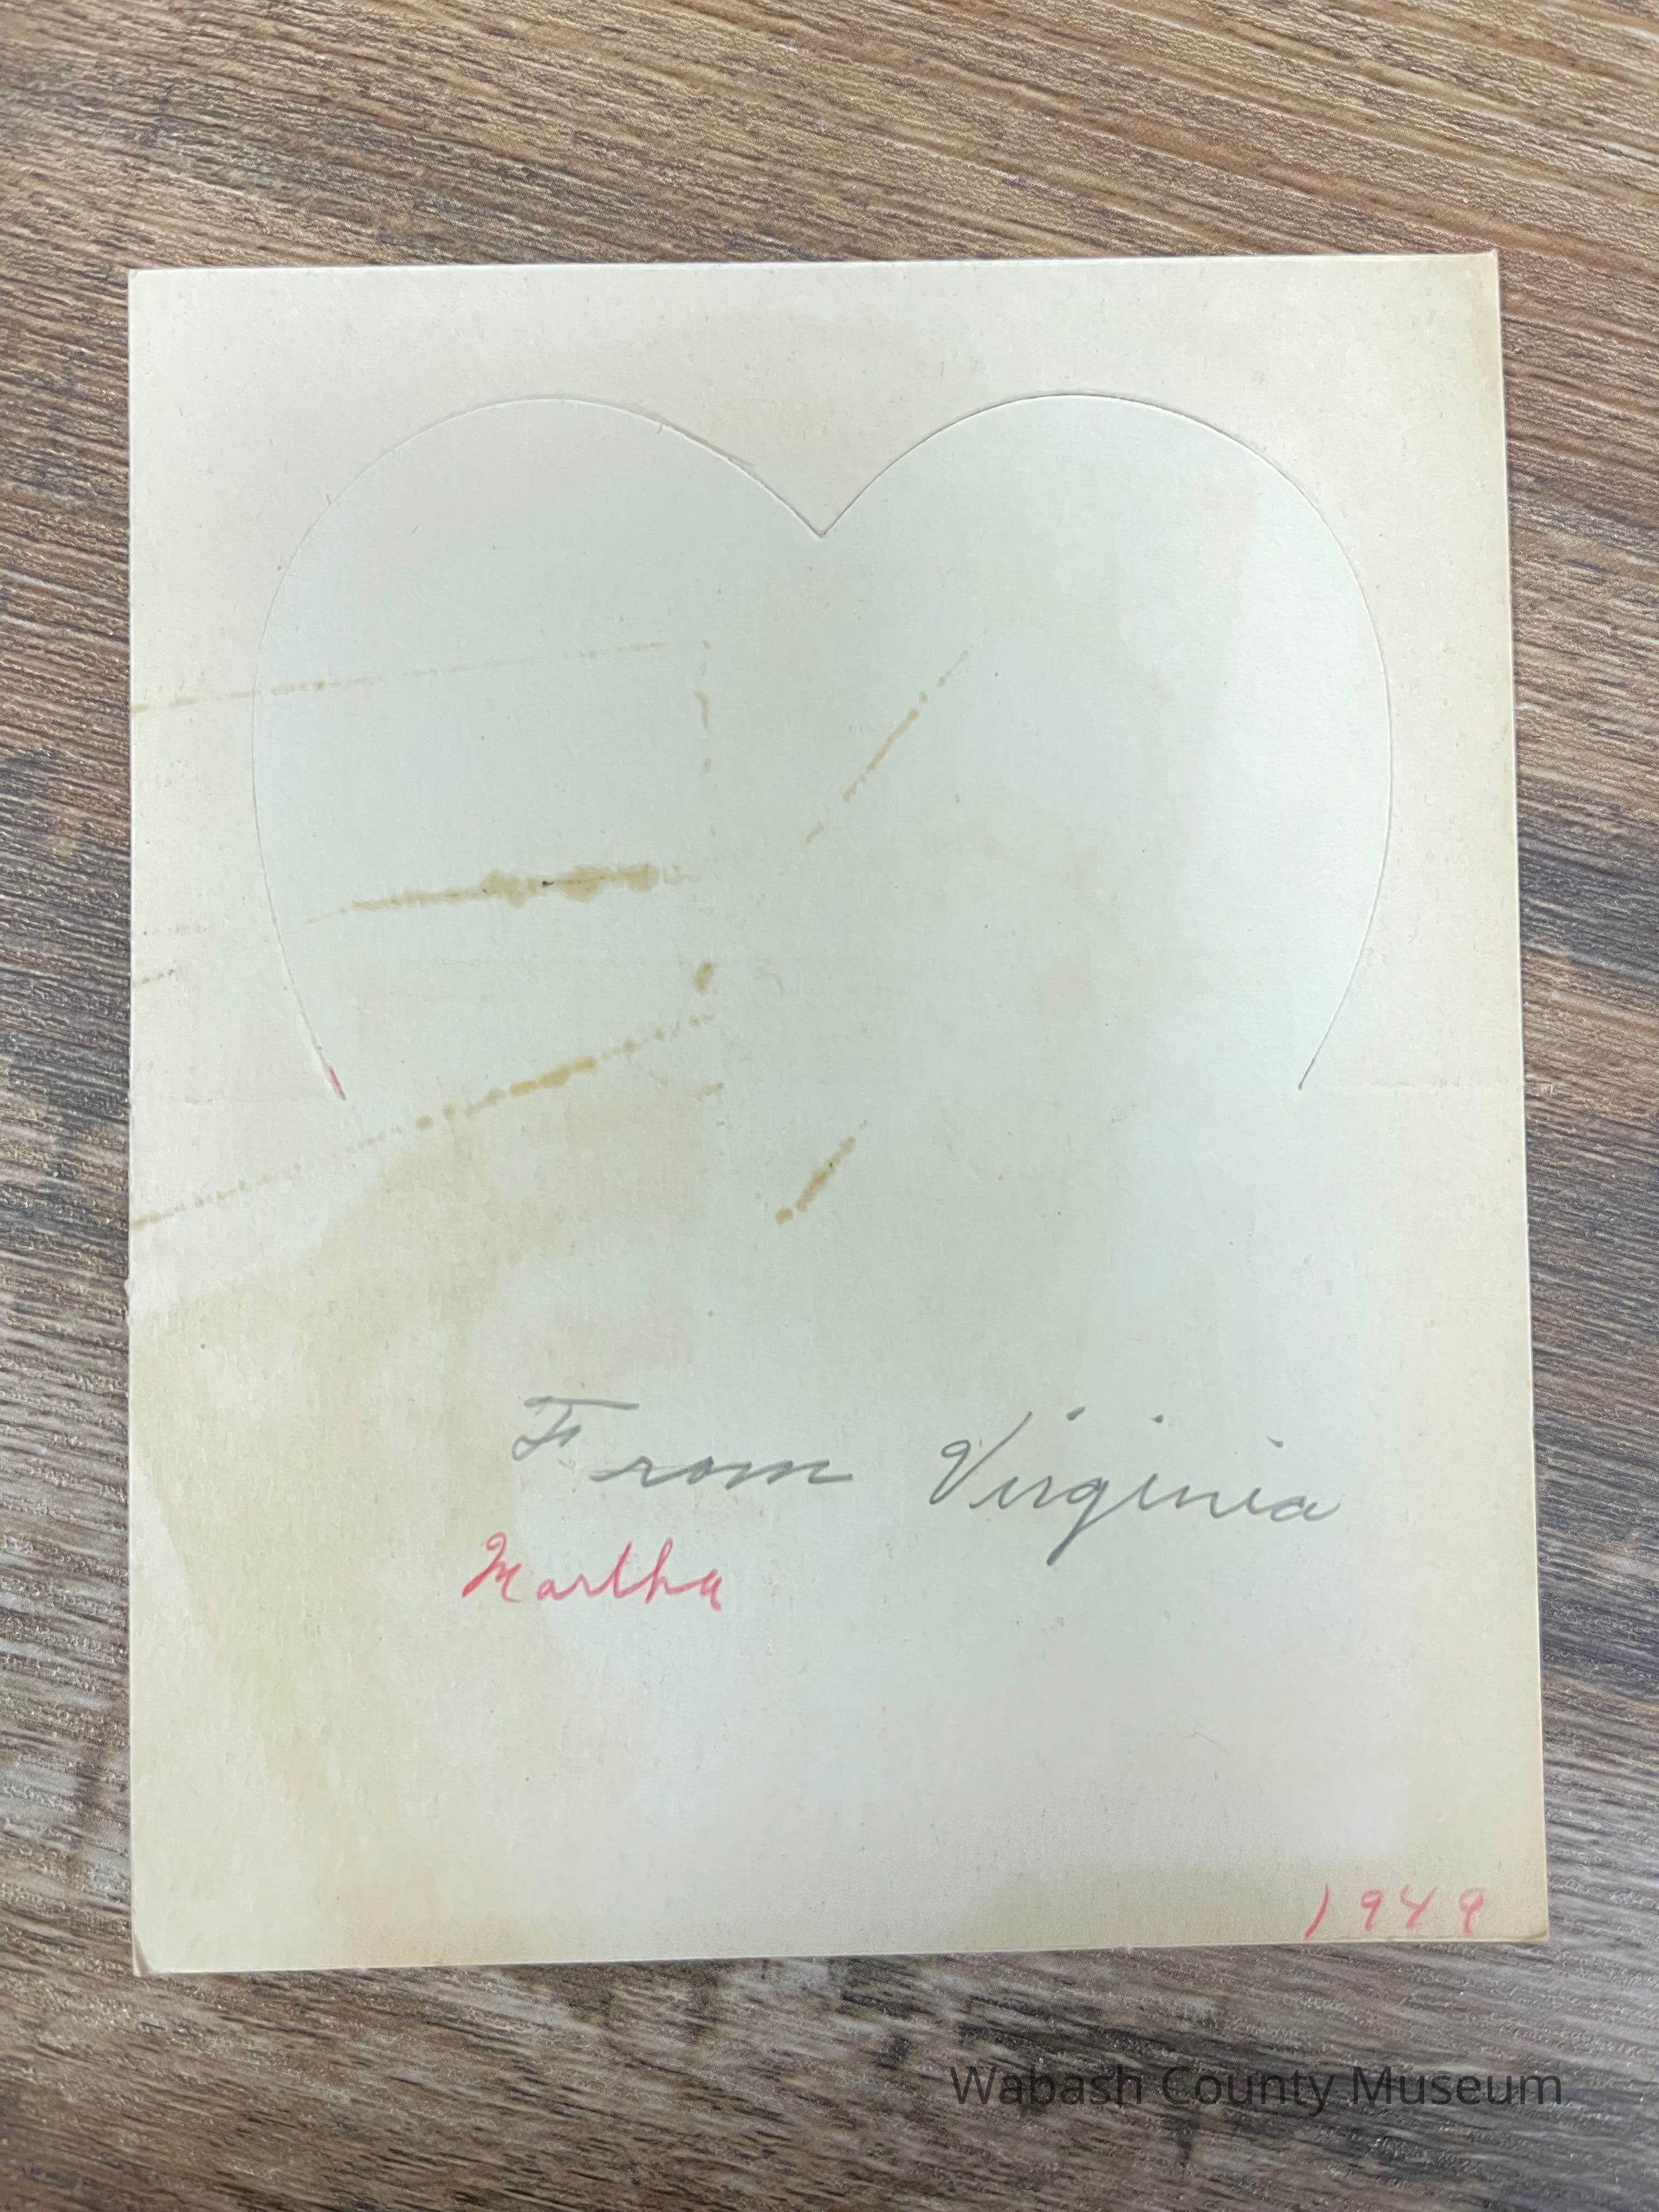 From Virginia
Martha
1949
Wabash County Museum